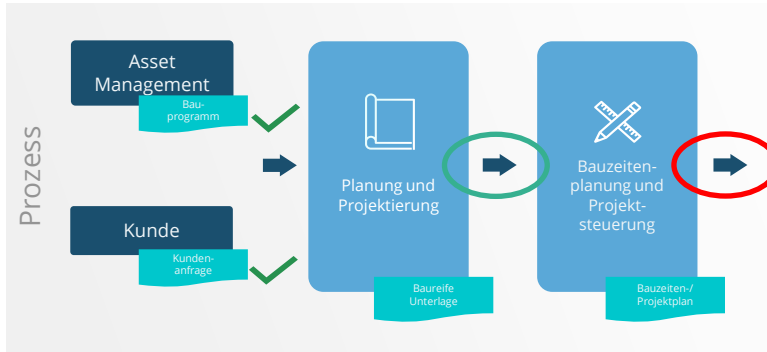 Prozess
Asset
Management
Bau-
programm
Kunde
Kunden-
anfrage
Planung und
Projektierung
Baureife
Unterlage
Bauzeiten-
planung und
Projekt-
steuerung
Bauzeiten-/
Projektplan